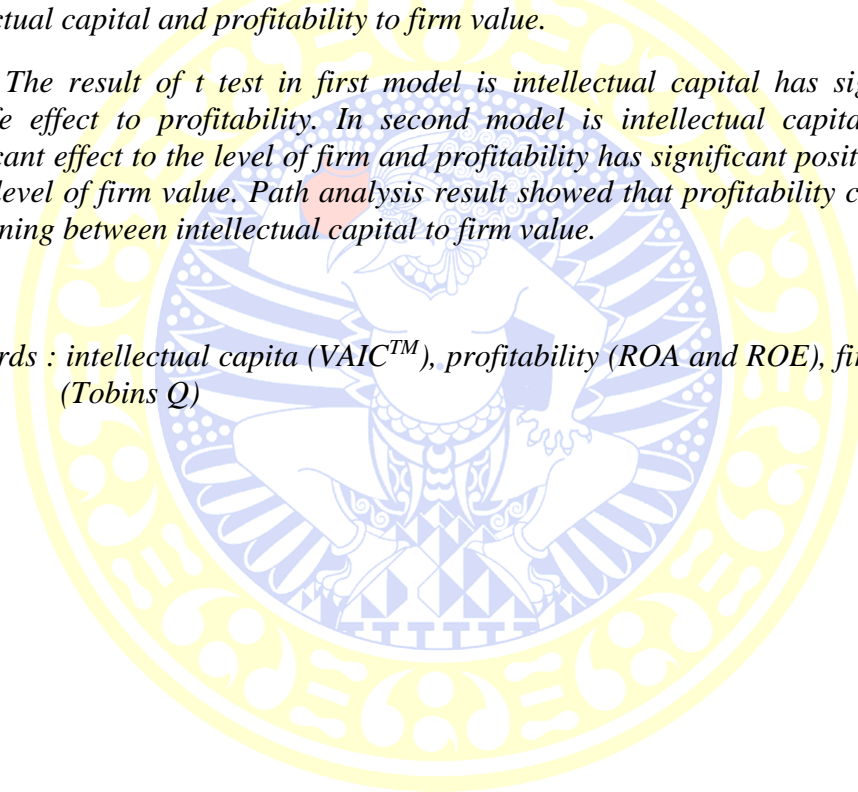 ctual capital and profitability to firm value.
The result of t test in first model is intellectual capital has sig
fe effect to profitability. In second model is intellectual capita
cant effect to the level of firm and profitability has significant posit
level of firm value. Path analysis result showed that profitability c
ning between intellectual capital to firm value.
rds : intellectual capita (VAIC™), profitability (ROA and ROE), fi
(Tobins Q)